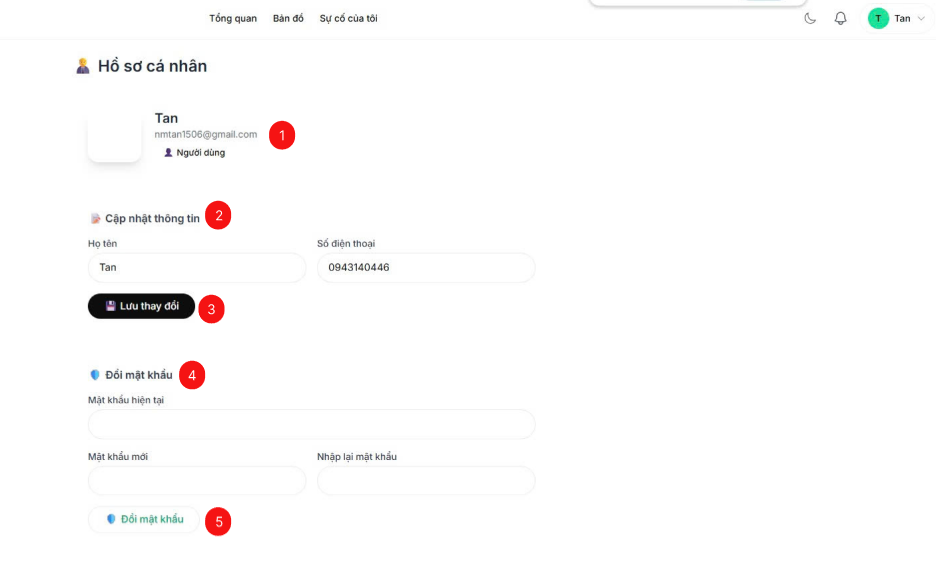 Tổng quan Bản đồ Sự cố của tôi T Tan
Hồ sơ cá nhân
Tan
nmtan1506@gmail.com 1
Người dùng
Cập nhật thông tin 2
Họ tên Số điện thoại
Tan 0943140446
Lưu thay đổi 3
Đổi mật khẩu 4
Mật khẩu hiện tại
Mật khẩu mới Nhập lại mật khẩu
Đổi mật khẩu 5